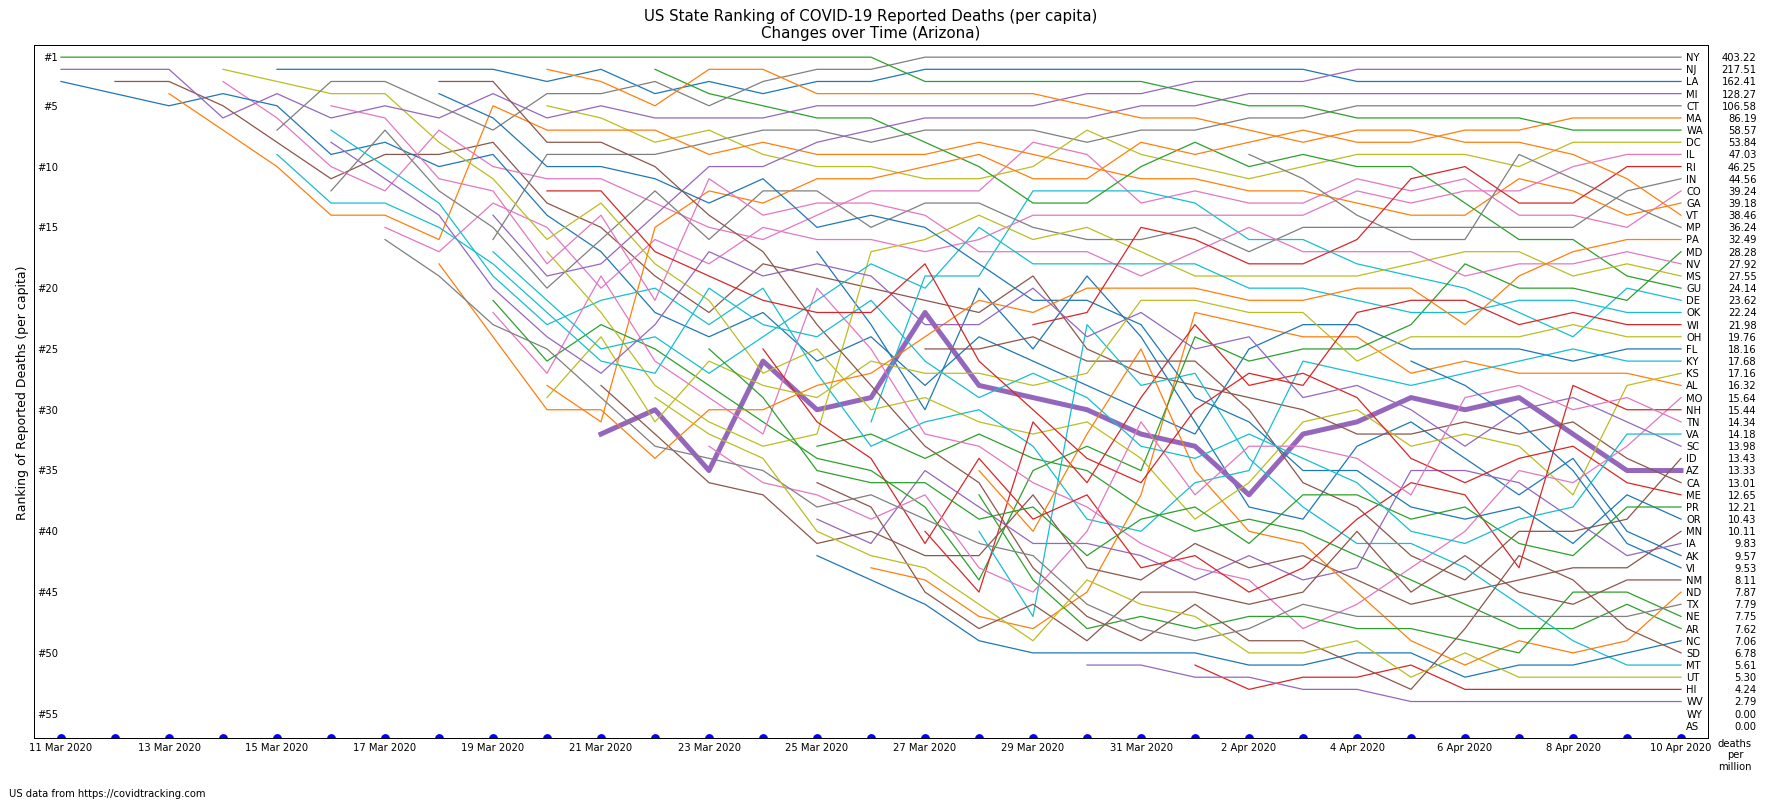 US State Ranking of COVID-19 Reported Deaths (per capita)
Changes over Time (Arizona)
Ranking of Reported Deaths (per capita)
#1
#5
#10
#15
#20
#25
#30
#35
#40
#45
#50
#55
NY 403.22
NJ 217.51
LA 162.41
MI 128.27
CT 106.58
MA 86.19
WA 58.57
DC 53.84
IL 47.03
RI 46.25
IN 44.56
CO 39.24
GA 39.18
VT 38.46
MP 36.24
PA 32.49
MD 28.28
NV 27.92
MS 27.55
GU 24.14
DE 23.62
OK 22.24
WI 21.98
OH 19.76
FL 18.16
KY 17.68
KS 17.16
AL 16.32
MO 15.64
NH 15.44
TN 14.34
VA 14.18
SC 13.98
ID 13.43
AZ 13.33
CA 13.01
ME 12.65
PR 12.21
OR 10.43
MN 10.11
IA 9.83
AK 9.57
VI 9.53
NM 8.11
ND 7.87
TX 7.79
NE 7.75
AR 7.62
NC 7.06
SD 6.78
MT 5.61
UT 5.30
HI 4.24
WV 2.79
WY 0.00
AS 0.00
11 Mar 2020 13 Mar 2020 15 Mar 2020 17 Mar 2020 19 Mar 2020 21 Mar 2020 23 Mar 2020 25 Mar 2020 27 Mar 2020 29 Mar 2020 31 Mar 2020 2 Apr 2020 4 Apr 2020 6 Apr 2020 8 Apr 2020 10 Apr 2020
deaths
per
million
US data from https://covidtracking.com